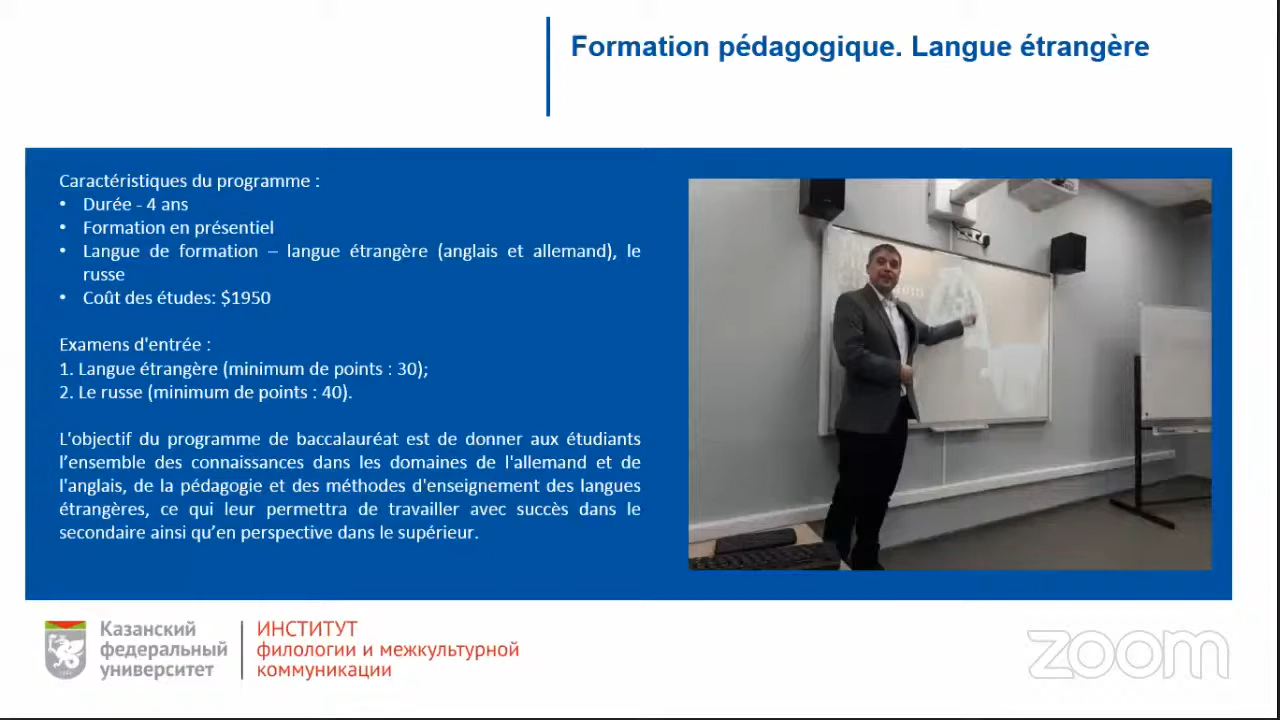 Formation pédagogique. Langue étrangère
Caractéristiques du programme :
• Durée - 4 ans
• Formation en présentiel
• Langue de formation – langue étrangère (anglais et allemand), le
russe
• Coût des études: $1950
Examens d'entrée :
1. Langue étrangère (minimum de points : 30);
2. Le russe (minimum de points : 40).
L'objectif du programme de baccalauréat est de donner aux étudiants
l’ensemble des connaissances dans les domaines de l'allemand et de
l'anglais, de la pédagogie et des méthodes d'enseignement des langues
étrangères, ce qui leur permettra de travailler avec succès dans le
secondaire ainsi qu’en perspective dans le supérieur.
Казанский
федеральный
университет
ИНСТИТУТ
филологии и межкультурной
коммуникации
zoom